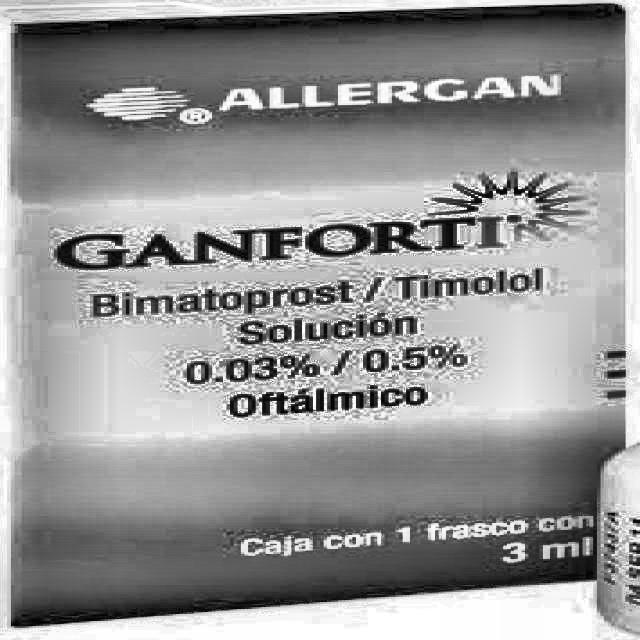 ® ALLERGAN
GANFORTI
Bimatoprost / Timolol
Solución
0.03% / 0.5%
Oftálmico
Caja con 1 frasco con
3 ml